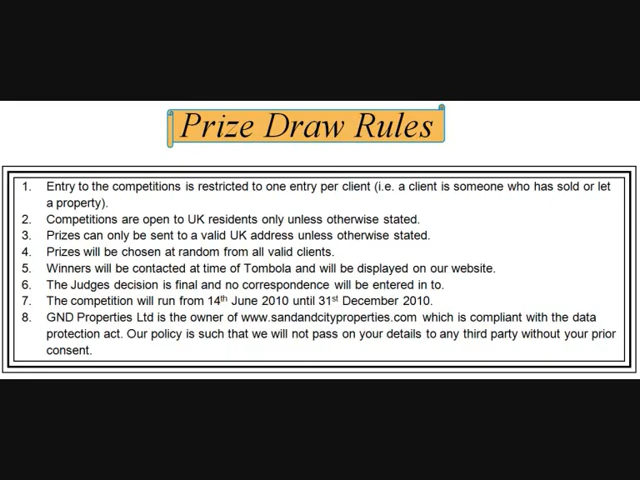 Prize Draw Rules
1. Entry to the competitions is restricted to one entry per client (i.e. a client is someone who has sold or let
a property).
2. Competitions are open to UK residents only unless otherwise stated.
3. Prizes can only be sent to a valid UK address unless otherwise stated.
4. Prizes will be chosen at random from all valid clients.
5. Winners will be contacted at time of Tombola and will be displayed on our website.
6. The Judges decision is final and no correspondence will be entered in to.
7. The competition will run from 14th June 2010 until 31st December 2010.
8. GND Properties Ltd is the owner of www.sandandcityproperties.com which is compliant with the data
protection act. Our policy is such that we will not pass on your details to any third party without your prior
consent.